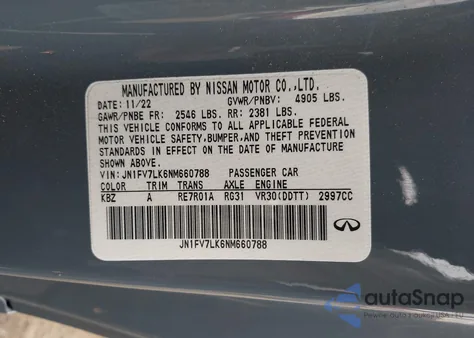 MANUFACTURED BY NISSAN MOTOR CO.,LTD.
DATE: 11/22 GVWR/PNBV: 4905 LBS.
GAWR/PNBE FR: 2546 LBS. RR: 2381 LBS.
THIS VEHICLE CONFORMS TO ALL APPLICABLE FEDERAL
MOTOR VEHICLE SAFETY,BUMPER,AND THEFT PREVENTION
STANDARDS IN EFFECT ON THE DATE OF MANUFACTURE
SHOWN ABOVE.
VIN: JN1FV7LK6NM660788 PASSENGER CAR
COLOR TRIM TRANS AXLE ENGINE
KBZ A RE7R01A RG31 VR30(DDTT) 2997CC
JN1FV7LK6NM660788
autoSnap